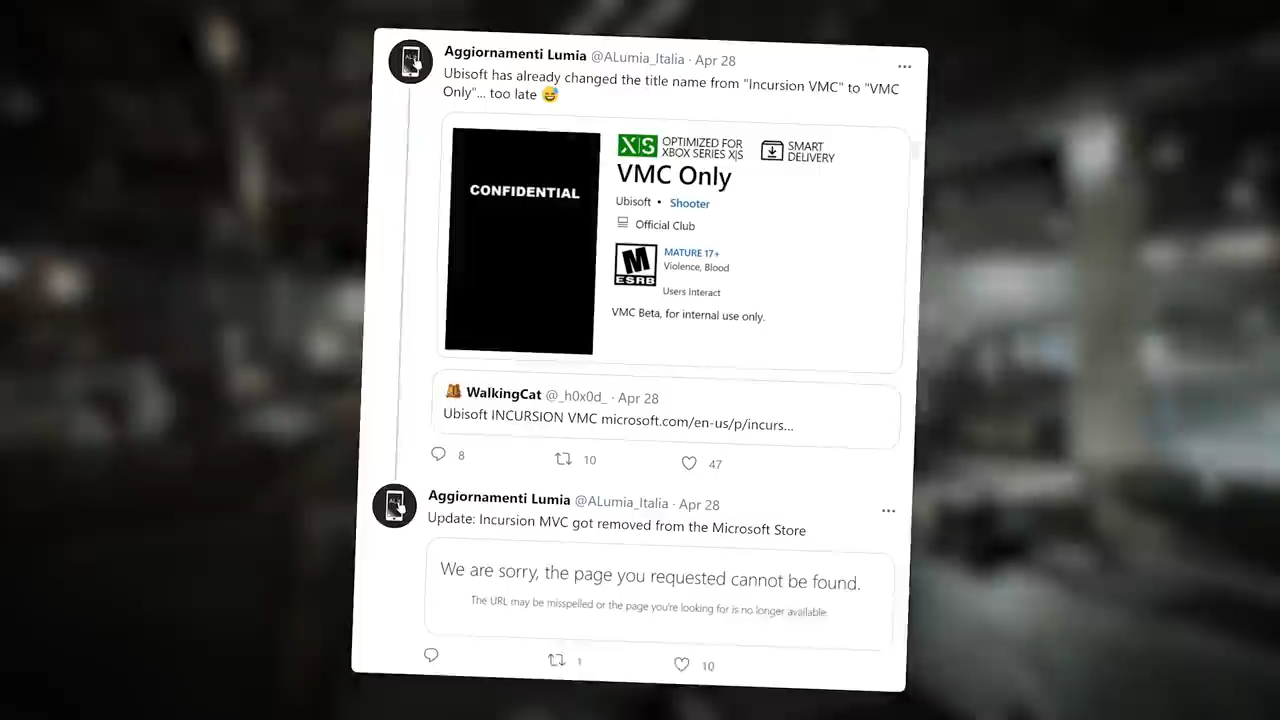 Aggiornamenti Lumia @ALumia_Italia · Apr 28
Ubisoft has already changed the title name from "Incursion VMC" to "VMC
Only"... too late 😅
CONFIDENTIAL
X|S OPTIMIZED FOR
XBOX SERIES X|S
SMART
DELIVERY
VMC Only
Ubisoft • Shooter
Official Club
M
ESRB
MATURE 17+
Violence, Blood
Users Interact
VMC Beta, for internal use only.
WalkingCat @_h0x0d_ · Apr 28
Ubisoft INCURSION VMC microsoft.com/en-us/p/incurs...
8 10 47
Aggiornamenti Lumia @ALumia_Italia · Apr 28
Update: Incursion MVC got removed from the Microsoft Store
We are sorry, the page you requested cannot be found.
The URL may be misspelled or the page you're looking for is no longer available.
1 10